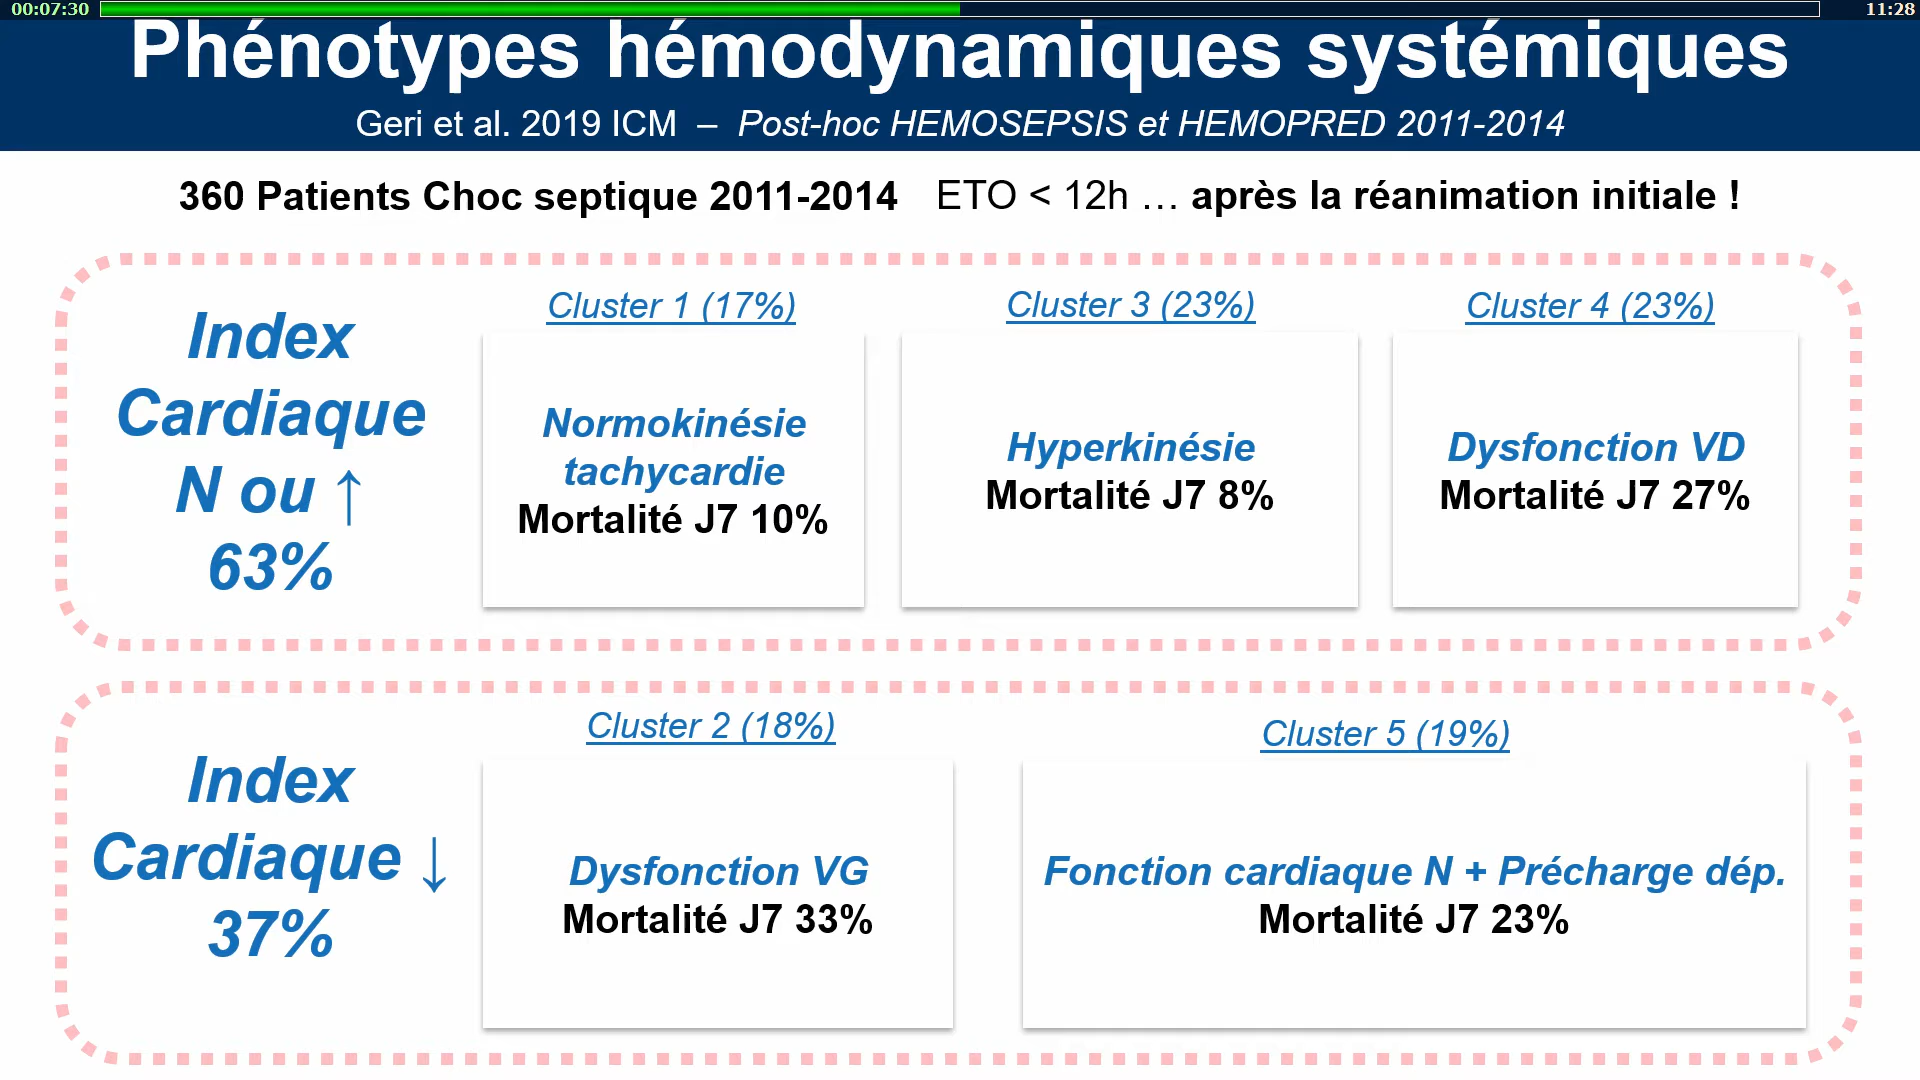 00:07:30
11:28
Phénotypes hémodynamiques systémiques
Geri et al. 2019 ICM – Post-hoc HEMOSEPSIS et HEMOPRED 2011-2014
360 Patients Choc septique 2011-2014 ETO < 12h … après la réanimation initiale !
Index
Cardiaque
N ou ↑
63%
Cluster 1 (17%)
Normokinésie
tachycardie
Mortalité J7 10%
Cluster 3 (23%)
Hyperkinésie
Mortalité J7 8%
Cluster 4 (23%)
Dysfonction VD
Mortalité J7 27%
Index
Cardiaque ↓
37%
Cluster 2 (18%)
Dysfonction VG
Mortalité J7 33%
Cluster 5 (19%)
Fonction cardiaque N + Précharge dép.
Mortalité J7 23%